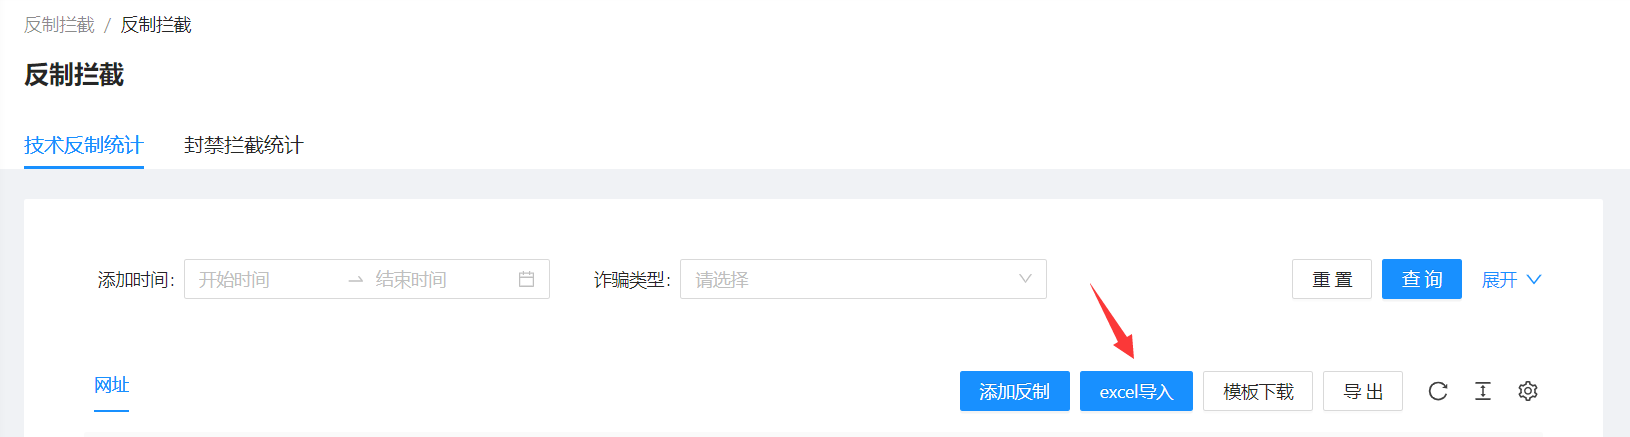 反制拦截 / 反制拦截
反制拦截
技术反制统计 封禁拦截统计
添加时间: 开始时间 → 结束时间 诈骗类型: 请选择 重 置 查 询 展开
网址 添加反制 excel导入 模板下载 导 出